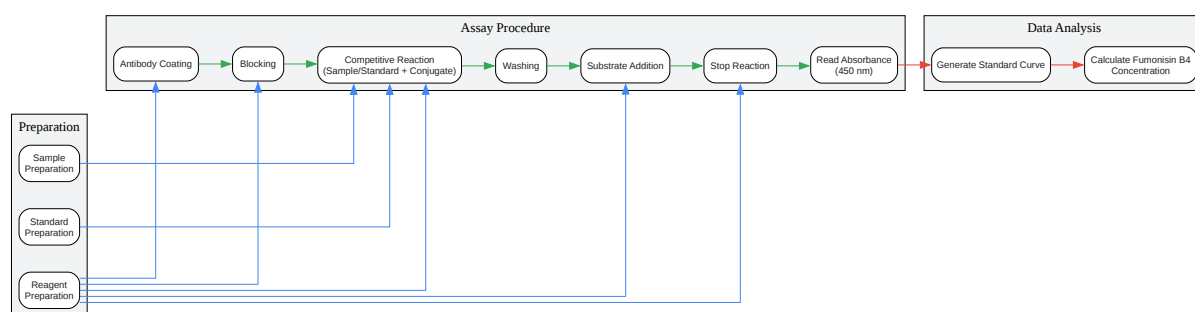 Assay Procedure
Antibody Coating
Blocking
Competitive Reaction
(Sample/Standard + Conjugate)
Washing
Substrate Addition
Stop Reaction
Read Absorbance
(450 nm)
Data Analysis
Generate Standard Curve
Calculate Fumonisin B4
Concentration
Preparation
Sample
Preparation
Standard
Preparation
Reagent
Preparation